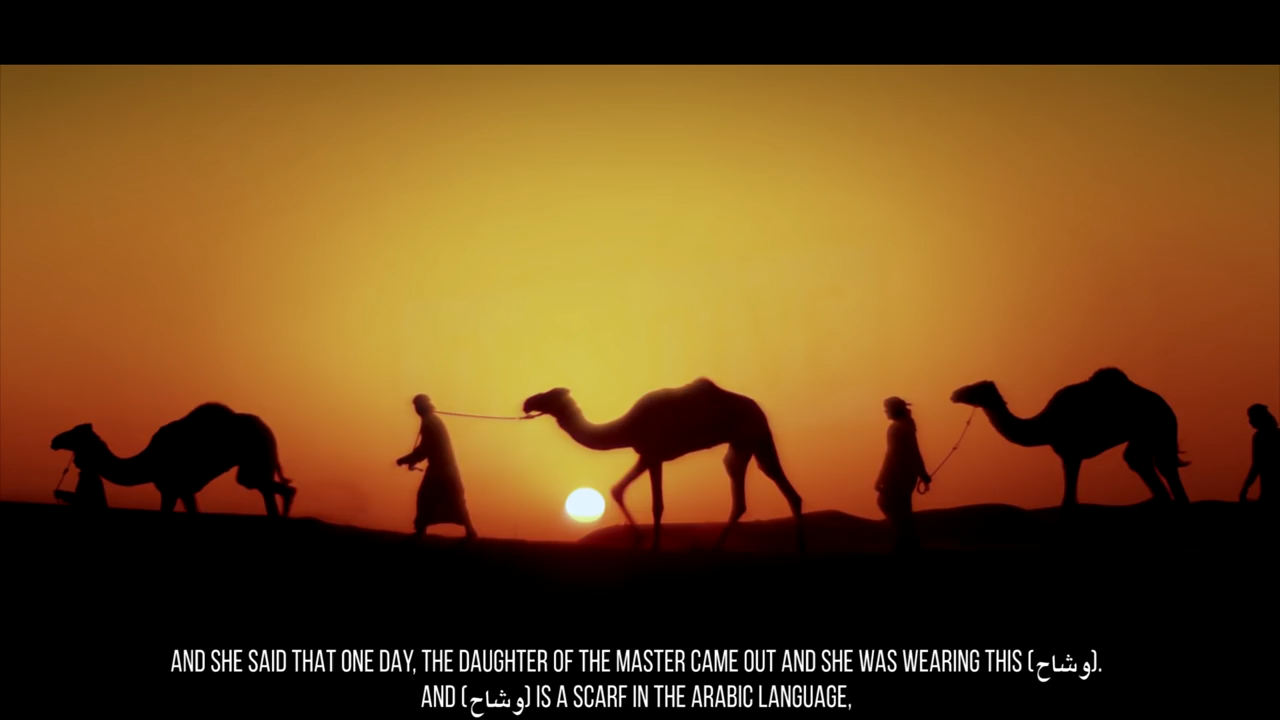 AND SHE SAID THAT ONE DAY, THE DAUGHTER OF THE MASTER CAME OUT AND SHE WAS WEARING THIS (وشاح).
AND (وشاح) IS A SCARF IN THE ARABIC LANGUAGE,